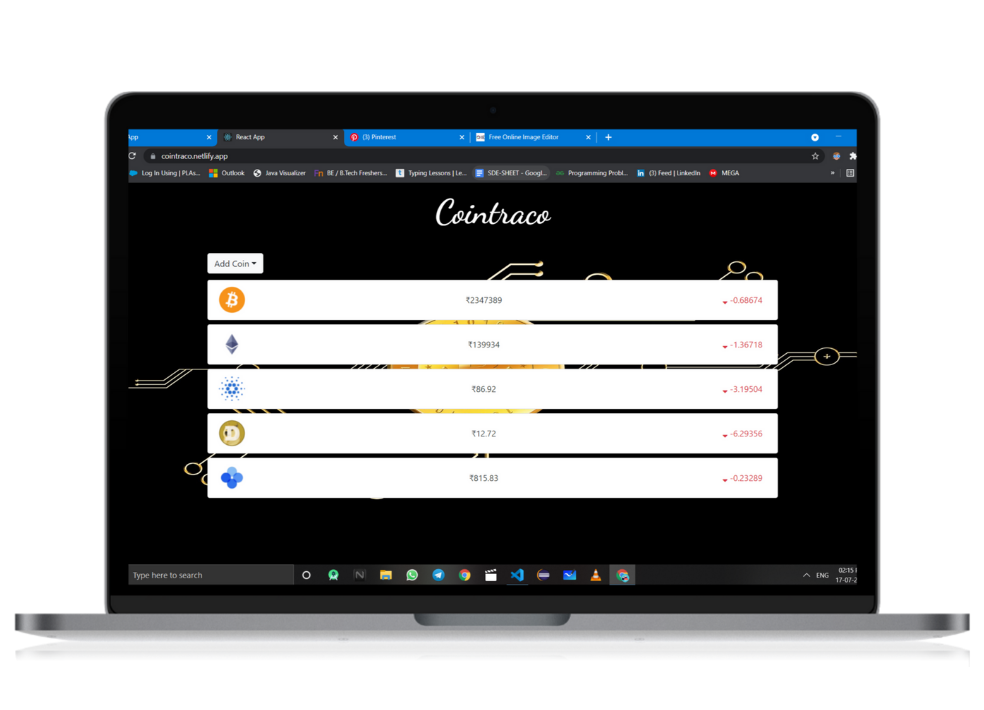 App
React App
(3) Pinterest
Free Online Image Editor
cointraco.netlify.app
Log In Using | PLAs...
Outlook
Java Visualizer
BE / B.Tech Freshers...
Typing Lessons | Le...
SDE-SHEET - Googl...
Programming Probl...
(3) Feed | LinkedIn
MEGA
»
Cointraco
Add Coin
₹2347389 -0.68674
₹139934 -1.36718
₹86.92 -3.19504
₹12.72 -6.29356
₹815.83 -0.23289
Type here to search
ENG
02:15
17-07-2